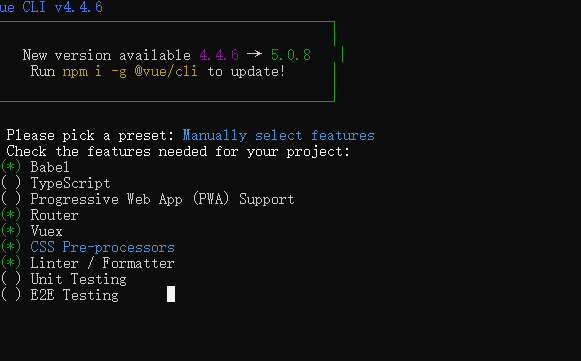 ue CLI v4.4.6
New version available 4.4.6 → 5.0.8
Run npm i -g @vue/cli to update!
Please pick a preset: Manually select features
Check the features needed for your project:
(*) Babel
( ) TypeScript
( ) Progressive Web App (PWA) Support
(*) Router
(*) Vuex
(*) CSS Pre-processors
(*) Linter / Formatter
( ) Unit Testing
( ) E2E Testing